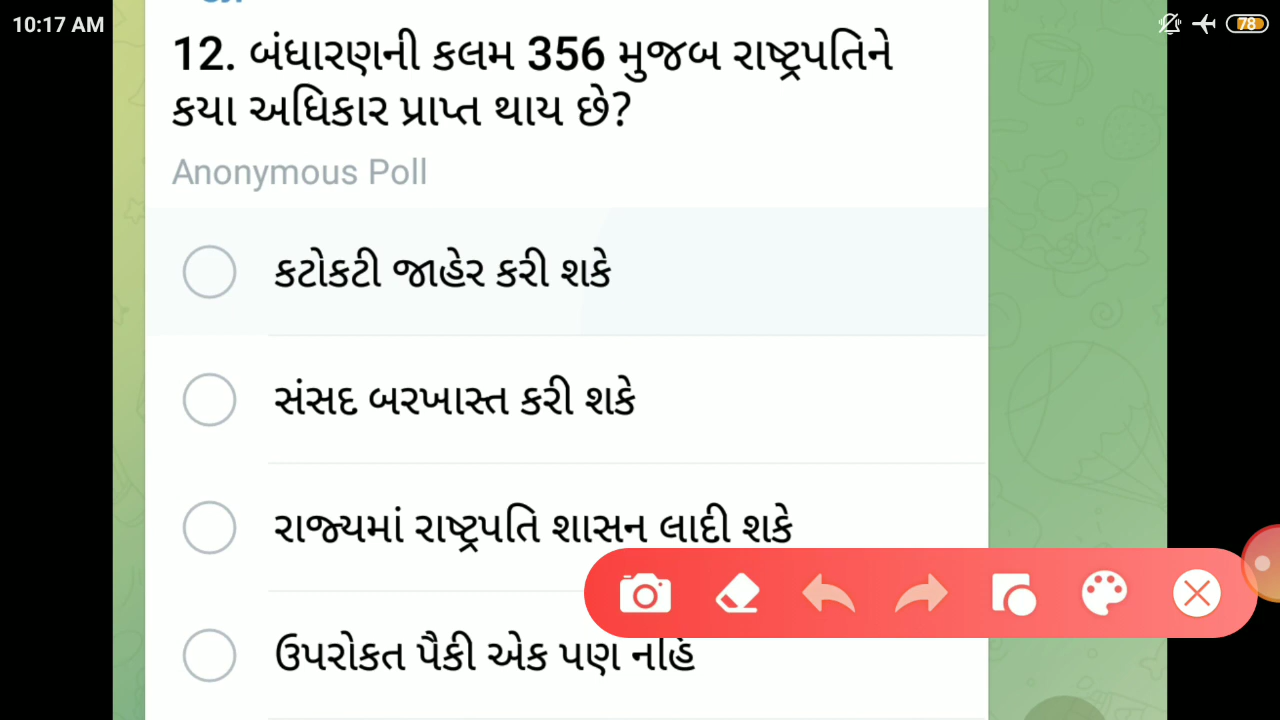 10:17 AM
78
12. બંધારણની કલમ 356 મુજબ રાષ્ટ્રપતિને
કયા અધિકાર પ્રાપ્ત થાય છે?
Anonymous Poll
કટોકટી જાહેર કરી શકે
સંસદ બરખાસ્ત કરી શકે
રાજ્યમાં રાષ્ટ્રપતિ શાસન લાદી શકે
ઉપરોકત પૈકી એક પણ નહિં